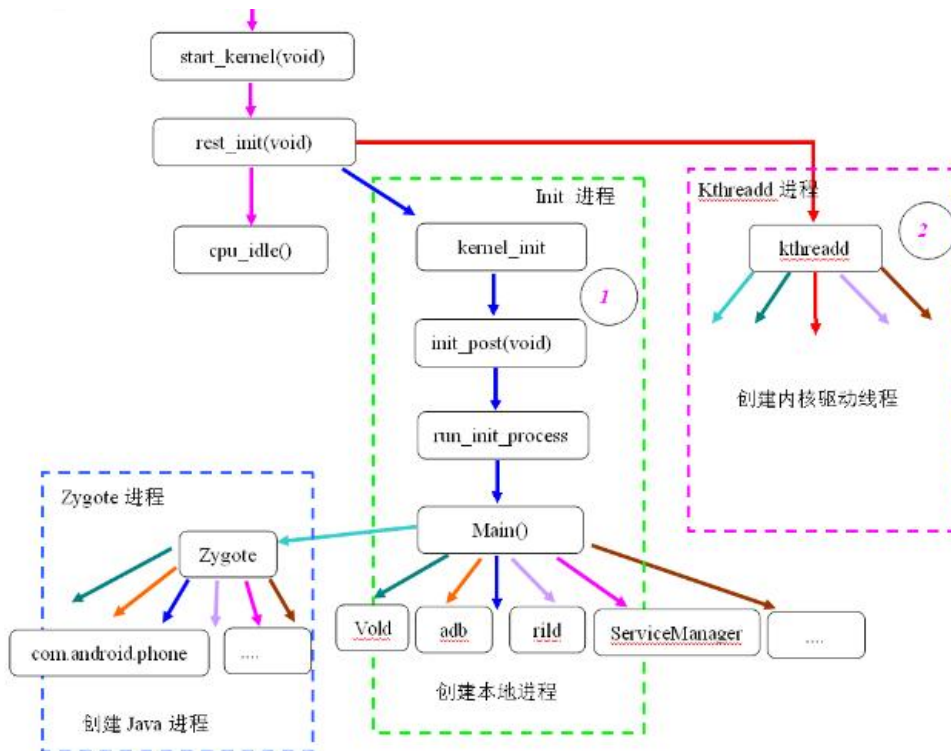 start_kernel(void)
rest_init(void)
cpu_idle()
Init 进程
kernel_init
1
init_post(void)
run_init_process
Main()
Kthreadd 进程
2
kthreadd
创建内核驱动线程
Zygote 进程
Zygote
com.android.phone
....
创建 Java 进程
Vold
adb
rild
ServiceManager
....
创建本地进程